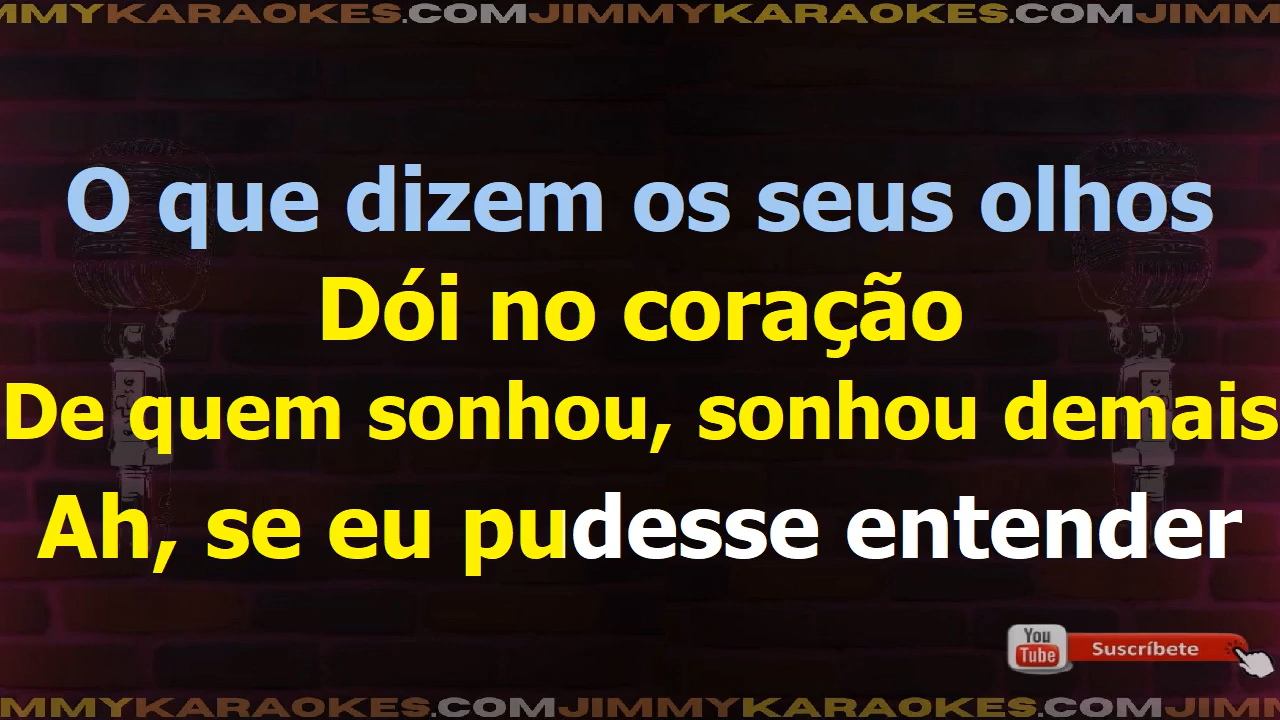 MMYKARAOKES.COMJIMMYKARAOKES.COMJIMM
O que dizem os seus olhos
Dói no coração
De quem sonhou, sonhou demais
Ah, se eu pudesse entender
You
Tube
Suscríbete
IMMYKARAOKES.COMJIMMYKARAOKES.COMJIMM